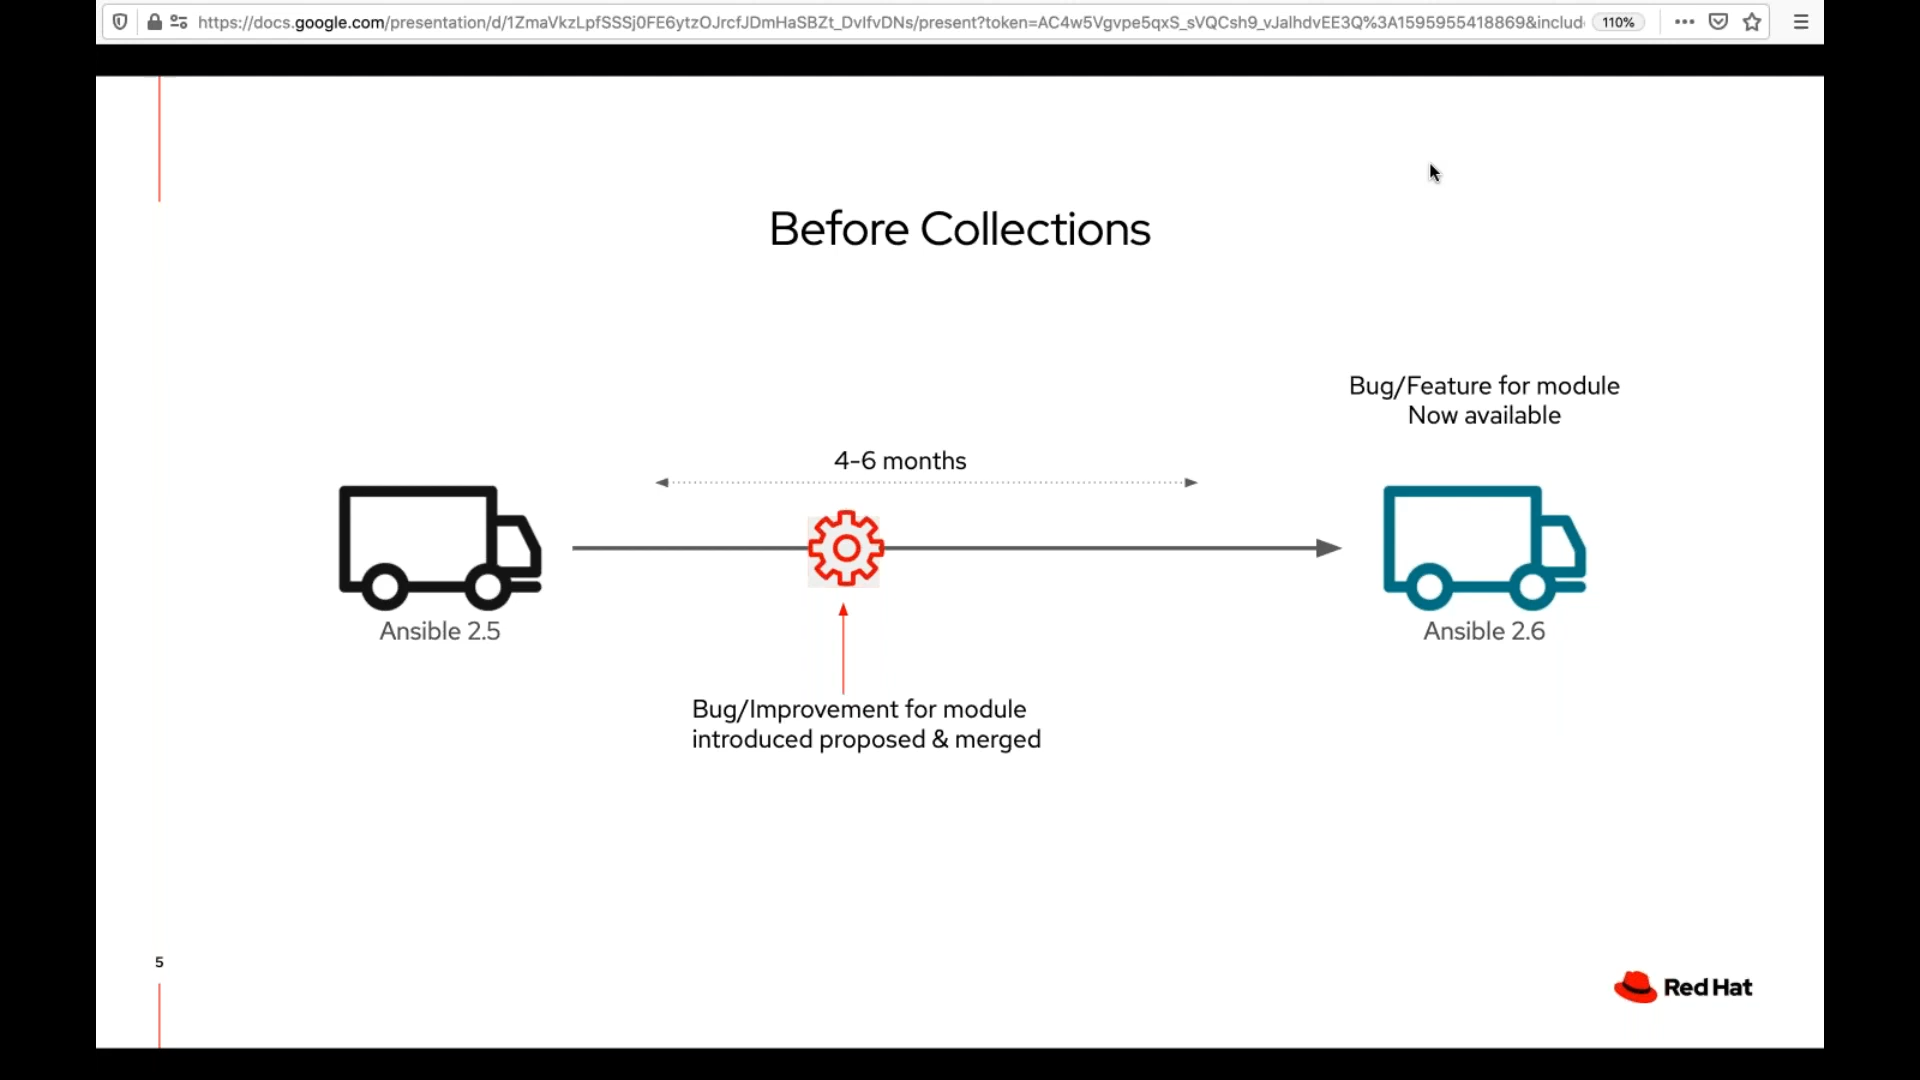 https://docs.google.com/presentation/d/1ZmaVkzLpfSSSj0FE6ytzOJrcfJDmHaSBZt_DvlfvDNs/present?token=AC4w5Vgvpe5qxS_sVQCsh9_vJalhdvEE3Q%3A1595955418869&includ
110%
Before Collections
Bug/Feature for module
Now available
4-6 months
Ansible 2.5
Ansible 2.6
Bug/Improvement for module
introduced proposed & merged
5
Red Hat